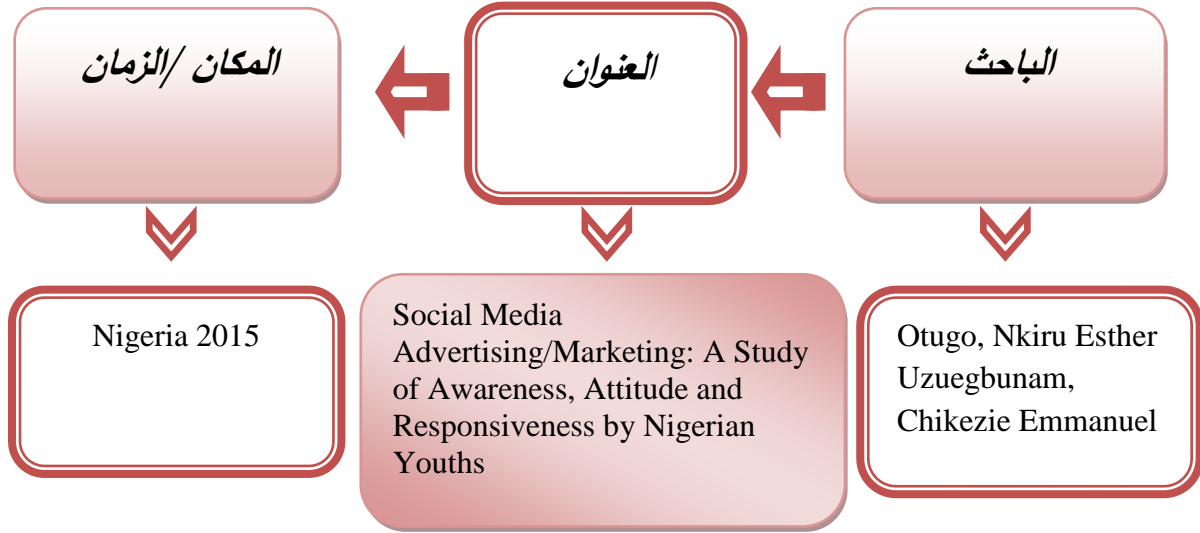 الباحث
العنوان
المكان /الزمان
Otugo, Nkiru Esther
Uzuegbunam,
Chikezie Emmanuel
Social Media
Advertising/Marketing: A Study
of Awareness, Attitude and
Responsiveness by Nigerian
Youths
Nigeria 2015